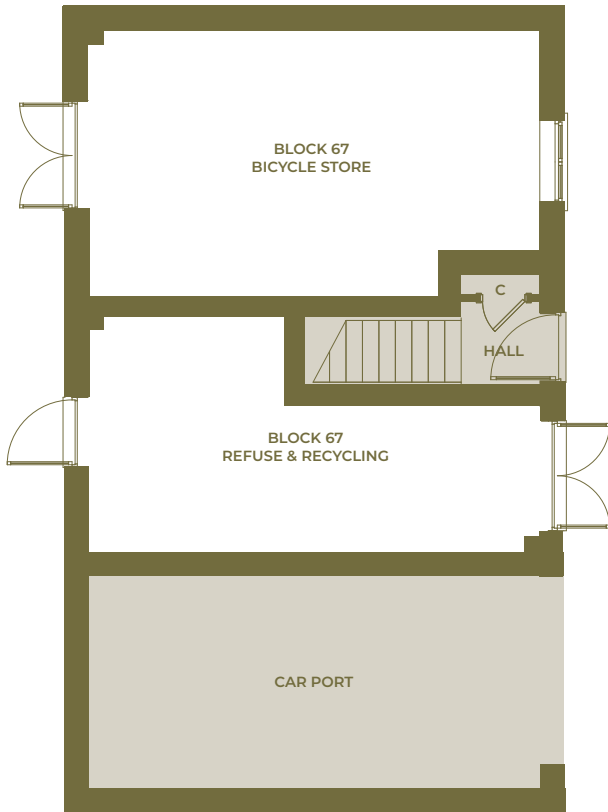 BLOCK 67
BICYCLE STORE
C
HALL
BLOCK 67
REFUSE & RECYCLING
CAR PORT